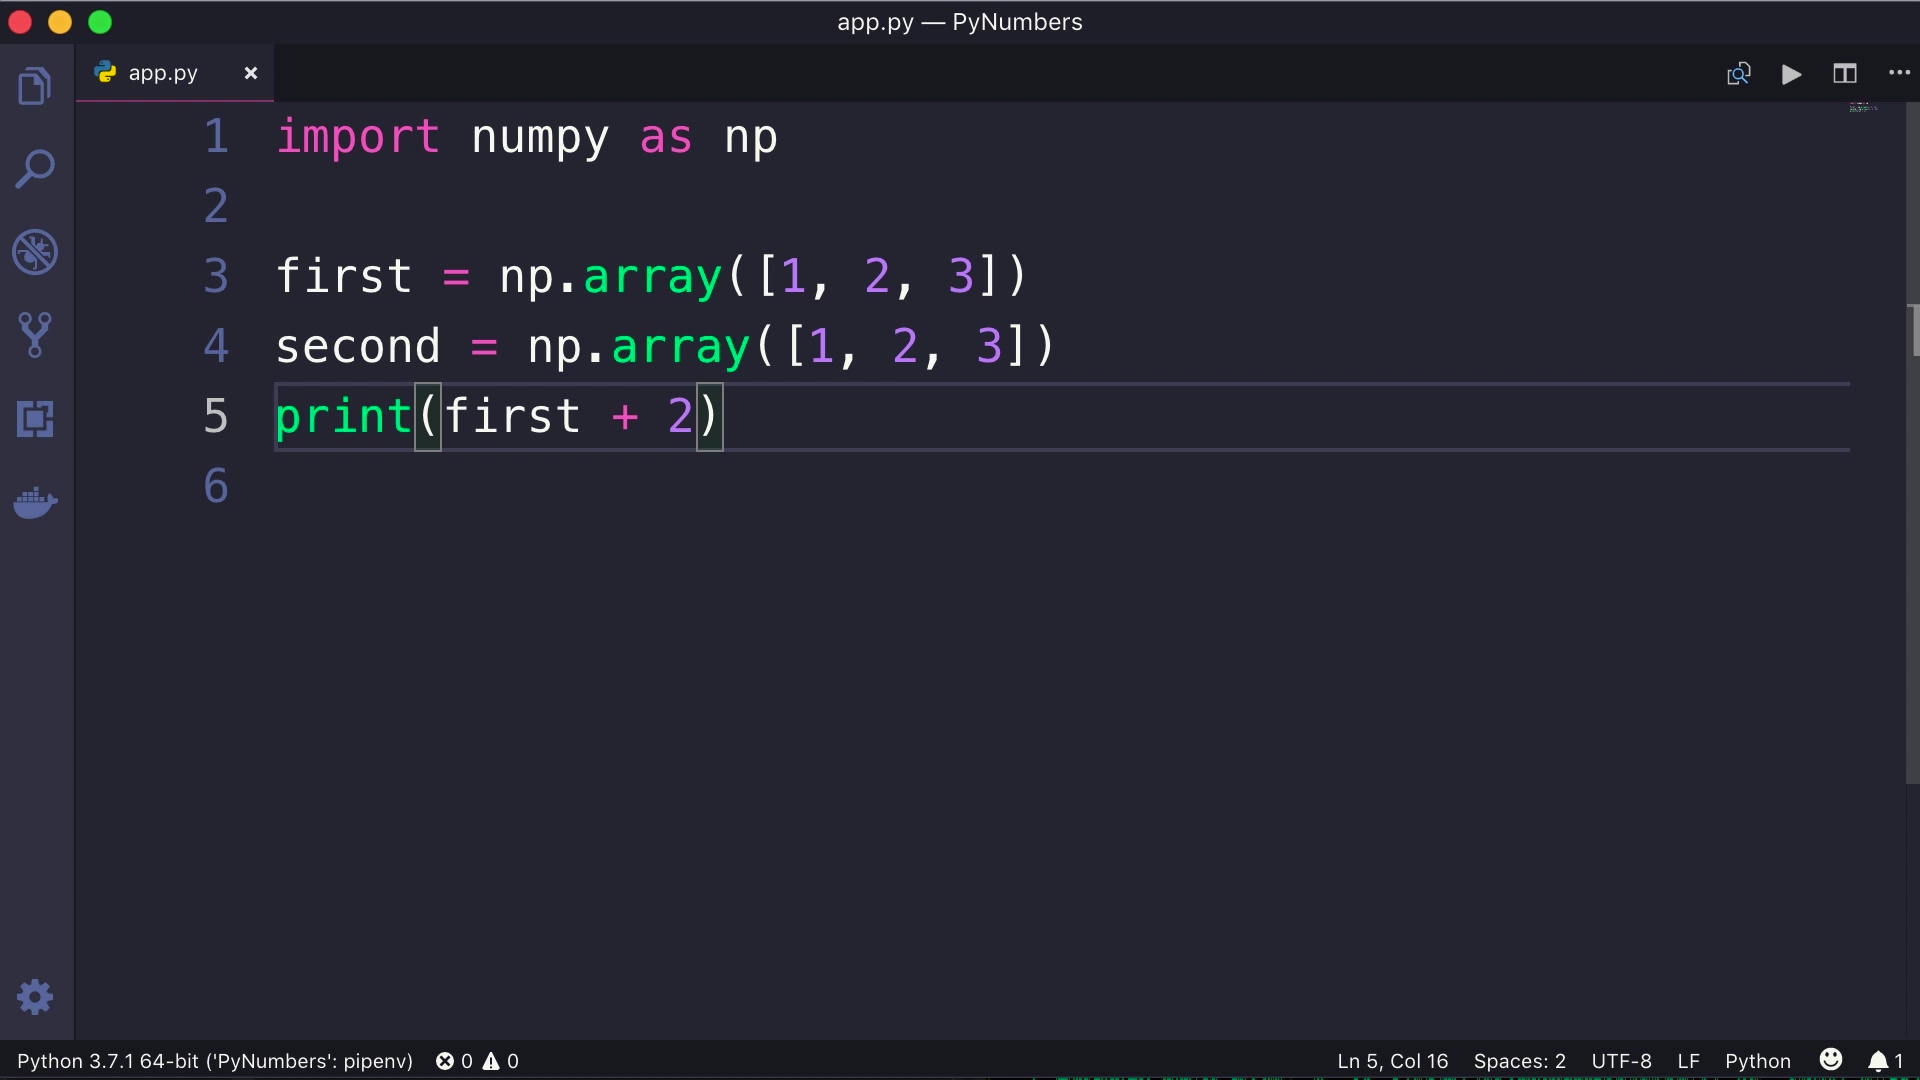 app.py — PyNumbers
app.py
1 import numpy as np
2
3 first = np.array([1, 2, 3])
4 second = np.array([1, 2, 3])
5 print(first + 2)
6
Python 3.7.1 64-bit ('PyNumbers': pipenv) 0 0 Ln 5, Col 16 Spaces: 2 UTF-8 LF Python 1